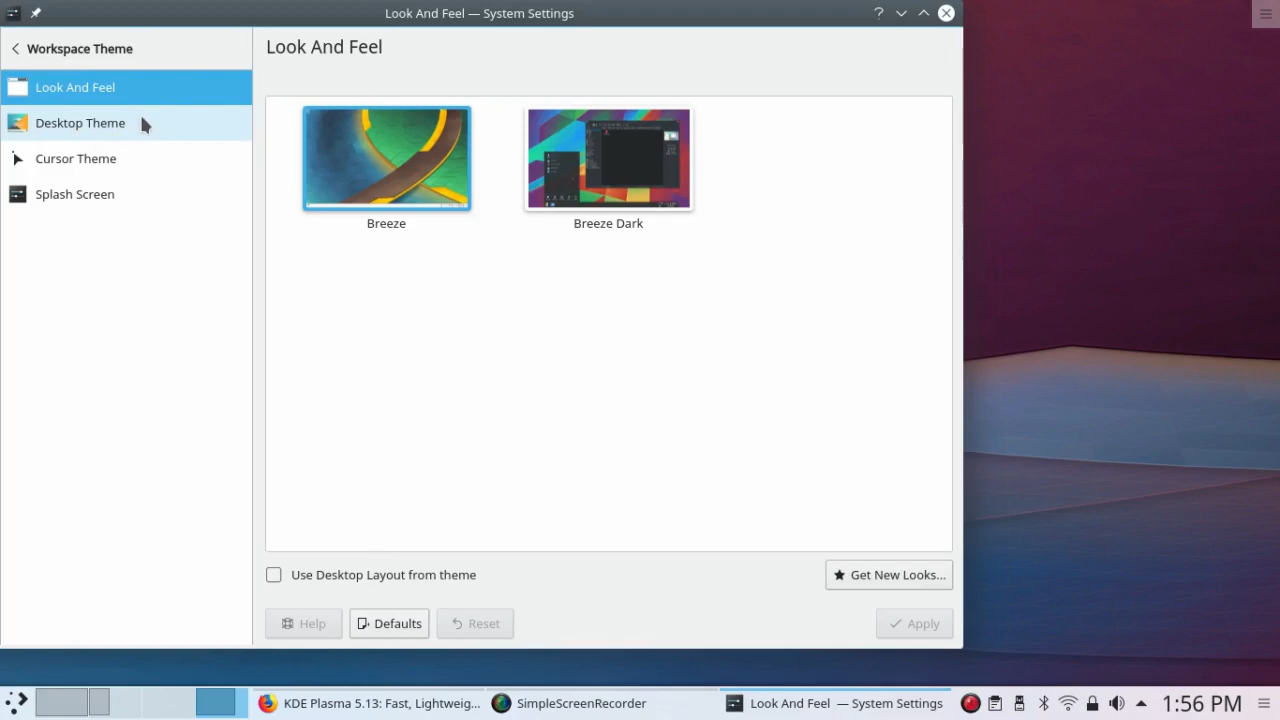 Look And Feel — System Settings
Workspace Theme
Look And Feel
Desktop Theme
Cursor Theme
Splash Screen
Look And Feel
Breeze
Breeze Dark
Use Desktop Layout from theme
Get New Looks...
Help
Defaults
Reset
Apply
KDE Plasma 5.13: Fast, Lightweig...
SimpleScreenRecorder
Look And Feel — System Settings
1:56 PM